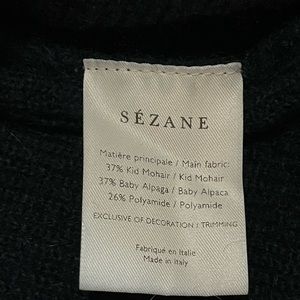 SÉZANE
Matière principale / Main fabric:
37% Kid Mohair / Kid Mohair
37% Baby Alpaga / Baby Alpaca
26% Polyamide / Polyamide
EXCLUSIVE OF DECORATION / TRIMMING
Fabriqué en Italie
Made in Italy